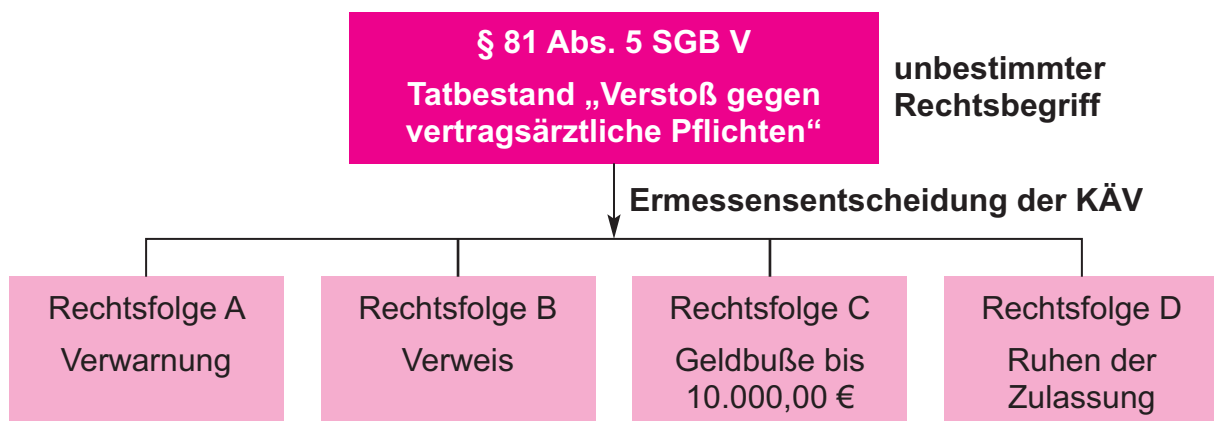 § 81 Abs. 5 SGB V
Tatbestand „Verstoß gegen
vertragsärztliche Pflichten“
unbestimmter
Rechtsbegriff
Ermessensentscheidung der KÄV
Rechtsfolge A
Verwarnung
Rechtsfolge B
Verweis
Rechtsfolge C
Geldbuße bis
10.000,00 €
Rechtsfolge D
Ruhen der
Zulassung